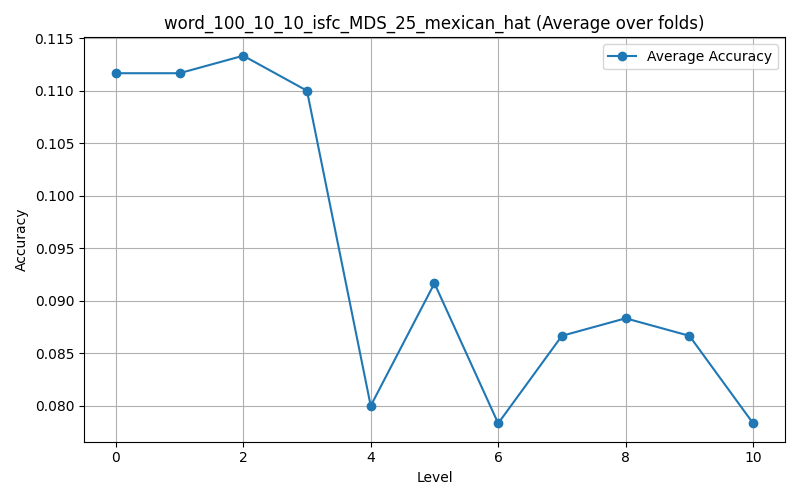 word_100_10_10_isfc_MDS_25_mexican_hat (Average over folds)
Average Accuracy
Accuracy
0.115
0.110
0.105
0.100
0.095
0.090
0.085
0.080
0 2 4 6 8 10
Level